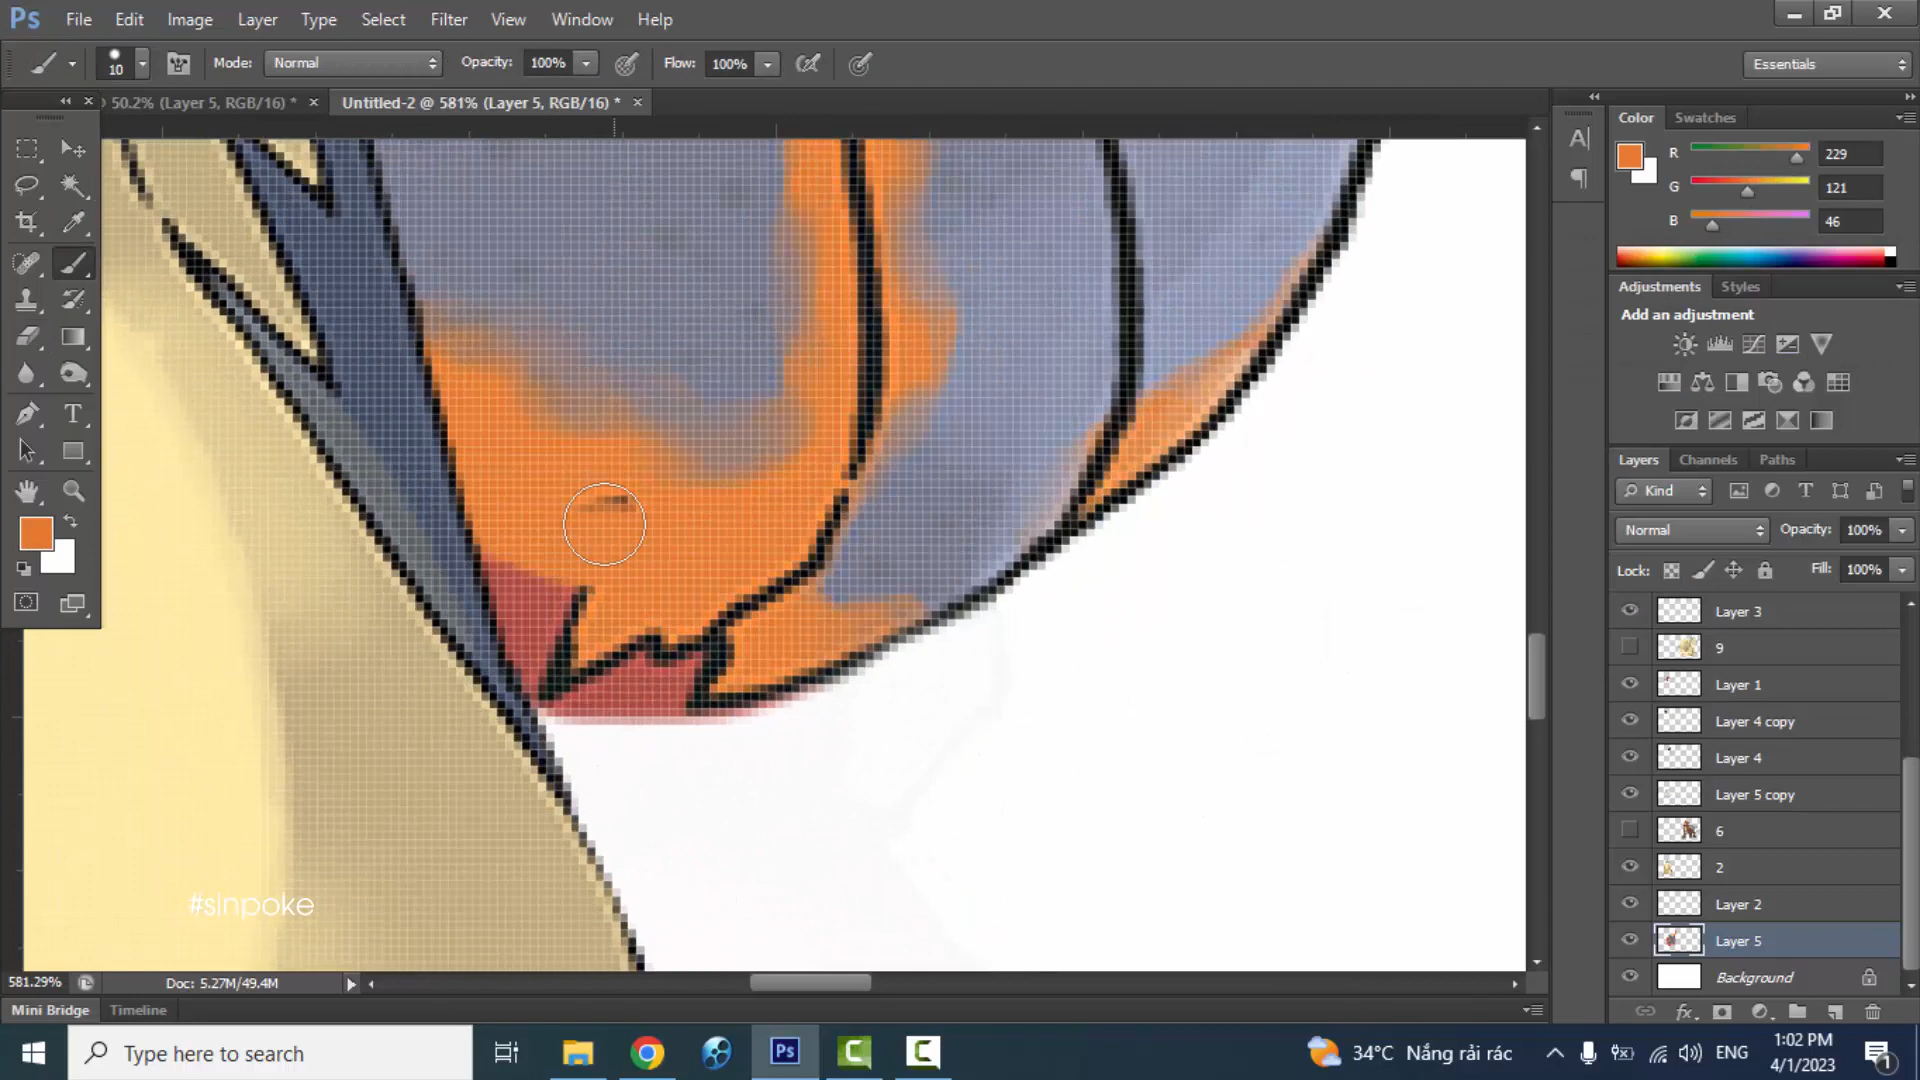 Ps File Edit Image Layer Type Select Filter View Window Help
10 Mode: Normal Opacity: 100% Flow: 100% Essentials
50.2% (Layer 5, RGB/16) * Untitled-2 @ 581% (Layer 5, RGB/16) *
Color Swatches
R 229
G 121
B 46
Adjustments Styles
Add an adjustment
Layers Channels Paths
Kind
Normal Opacity: 100%
Lock: Fill: 100%
Layer 3
9
Layer 1
Layer 4 copy
Layer 4
Layer 5 copy
6
2
Layer 2
Layer 5
Background
#sinpoke
581.29% Doc: 5.27M/49.4M
Mini Bridge Timeline
Type here to search
Ps
34°C Nắng rải rác
ENG
1:02 PM
4/1/2023
1